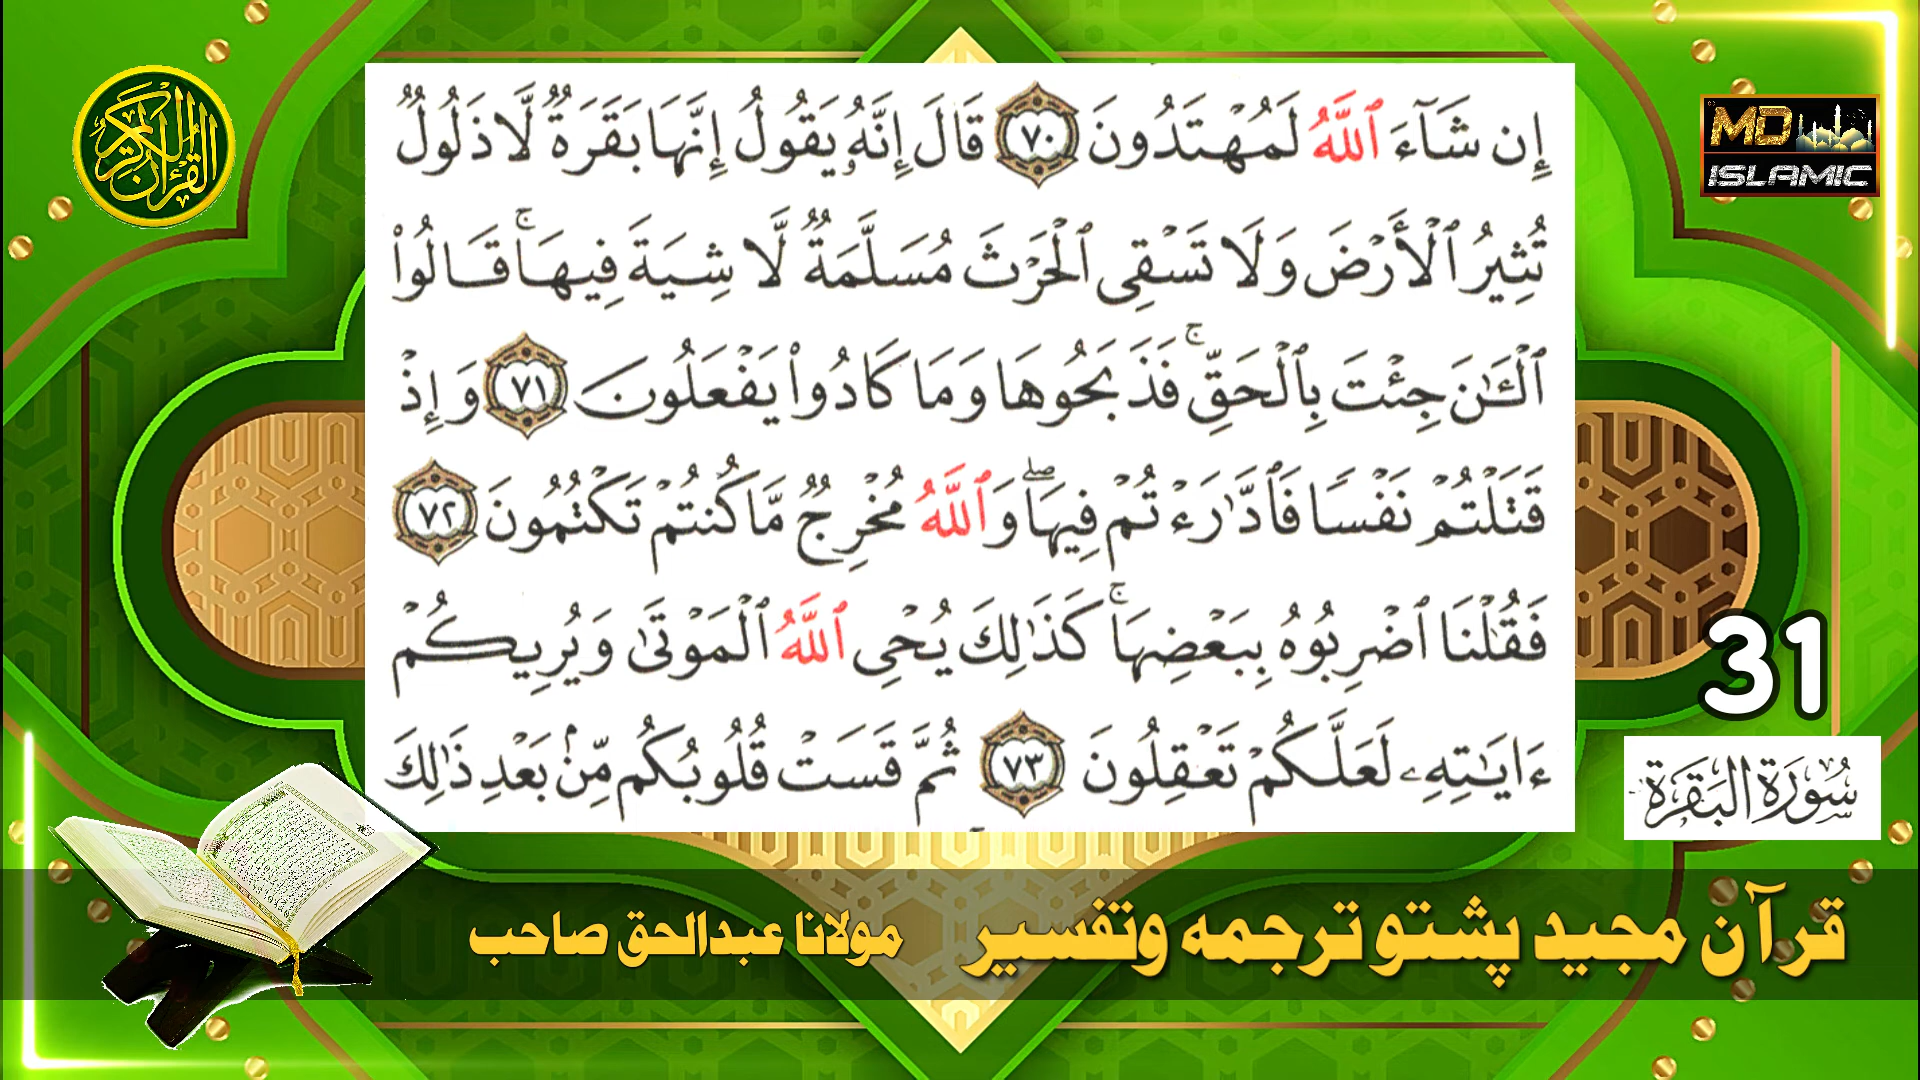 القرآن الكريم
MD
ISLAMIC
إِن شَآءَ ٱللَّهُ لَمُهْتَدُونَ ٧٠ قَالَ إِنَّهُۥ يَقُولُ إِنَّهَا بَقَرَةٌ لَّا ذَلُولٌ
تُثِيرُ ٱلْأَرْضَ وَلَا تَسْقِى ٱلْحَرْثَ مُسَلَّمَةٌ لَّا شِيَةَ فِيهَا ۚ قَالُوا۟
ٱلْـَٔـٰنَ جِئْتَ بِٱلْحَقِّ ۚ فَذَبَحُوهَا وَمَا كَادُوا۟ يَفْعَلُونَ ٧١ وَإِذْ
قَتَلْتُمْ نَفْسًا فَٱدَّٰرَْٰٔتُمْ فِيهَا ۖ وَٱللَّهُ مُخْرِجٌ مَّا كُنتُمْ تَكْتُمُونَ ٧٢
فَقُلْنَا ٱضْرِبُوهُ بِبَعْضِهَا ۚ كَذَٰلِكَ يُحْىِ ٱللَّهُ ٱلْمَوْتَىٰ وَيُرِيكُمْ
ءَايَٰتِهِۦ لَعَلَّكُمْ تَعْقِلُونَ ٧٣ ثُمَّ قَسَتْ قُلُوبُكُم مِّنۢ بَعْدِ ذَٰلِكَ
31
سُورَةُ البَقَرَةِ
قرآن مجید پشتو ترجمه وتفسیر مولانا عبدالحق صاحب